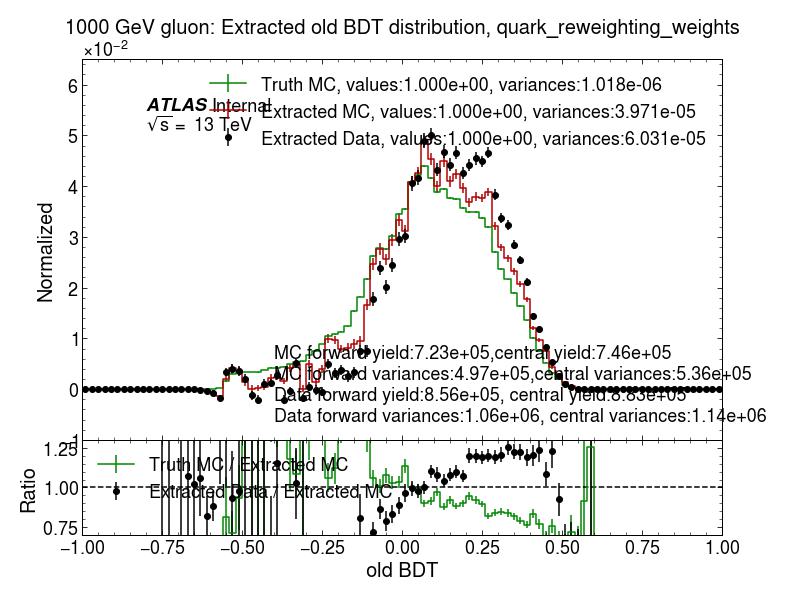 1000 GeV gluon: Extracted old BDT distribution, quark_reweighting_weights
×10⁻²
Truth MC, values:1.000e+00, variances:1.018e-06
ATLAS Internal
Extracted MC, values:1.000e+00, variances:3.971e-05
√s = 13 TeV
Extracted Data, values:1.000e+00, variances:6.031e-05
6
5
4
3
2
1
0
−1
Normalized
MC forward yield:7.23e+05,central yield:7.46e+05
MC forward variances:4.97e+05,central variances:5.36e+05
Data forward yield:8.56e+05, central yield:8.83e+05
Data forward variances:1.06e+06, central variances:1.14e+06
1.25
1.00
0.75
Ratio
Truth MC / Extracted MC
Extracted Data / Extracted MC
−1.00 −0.75 −0.50 −0.25 0.00 0.25 0.50 0.75 1.00
old BDT